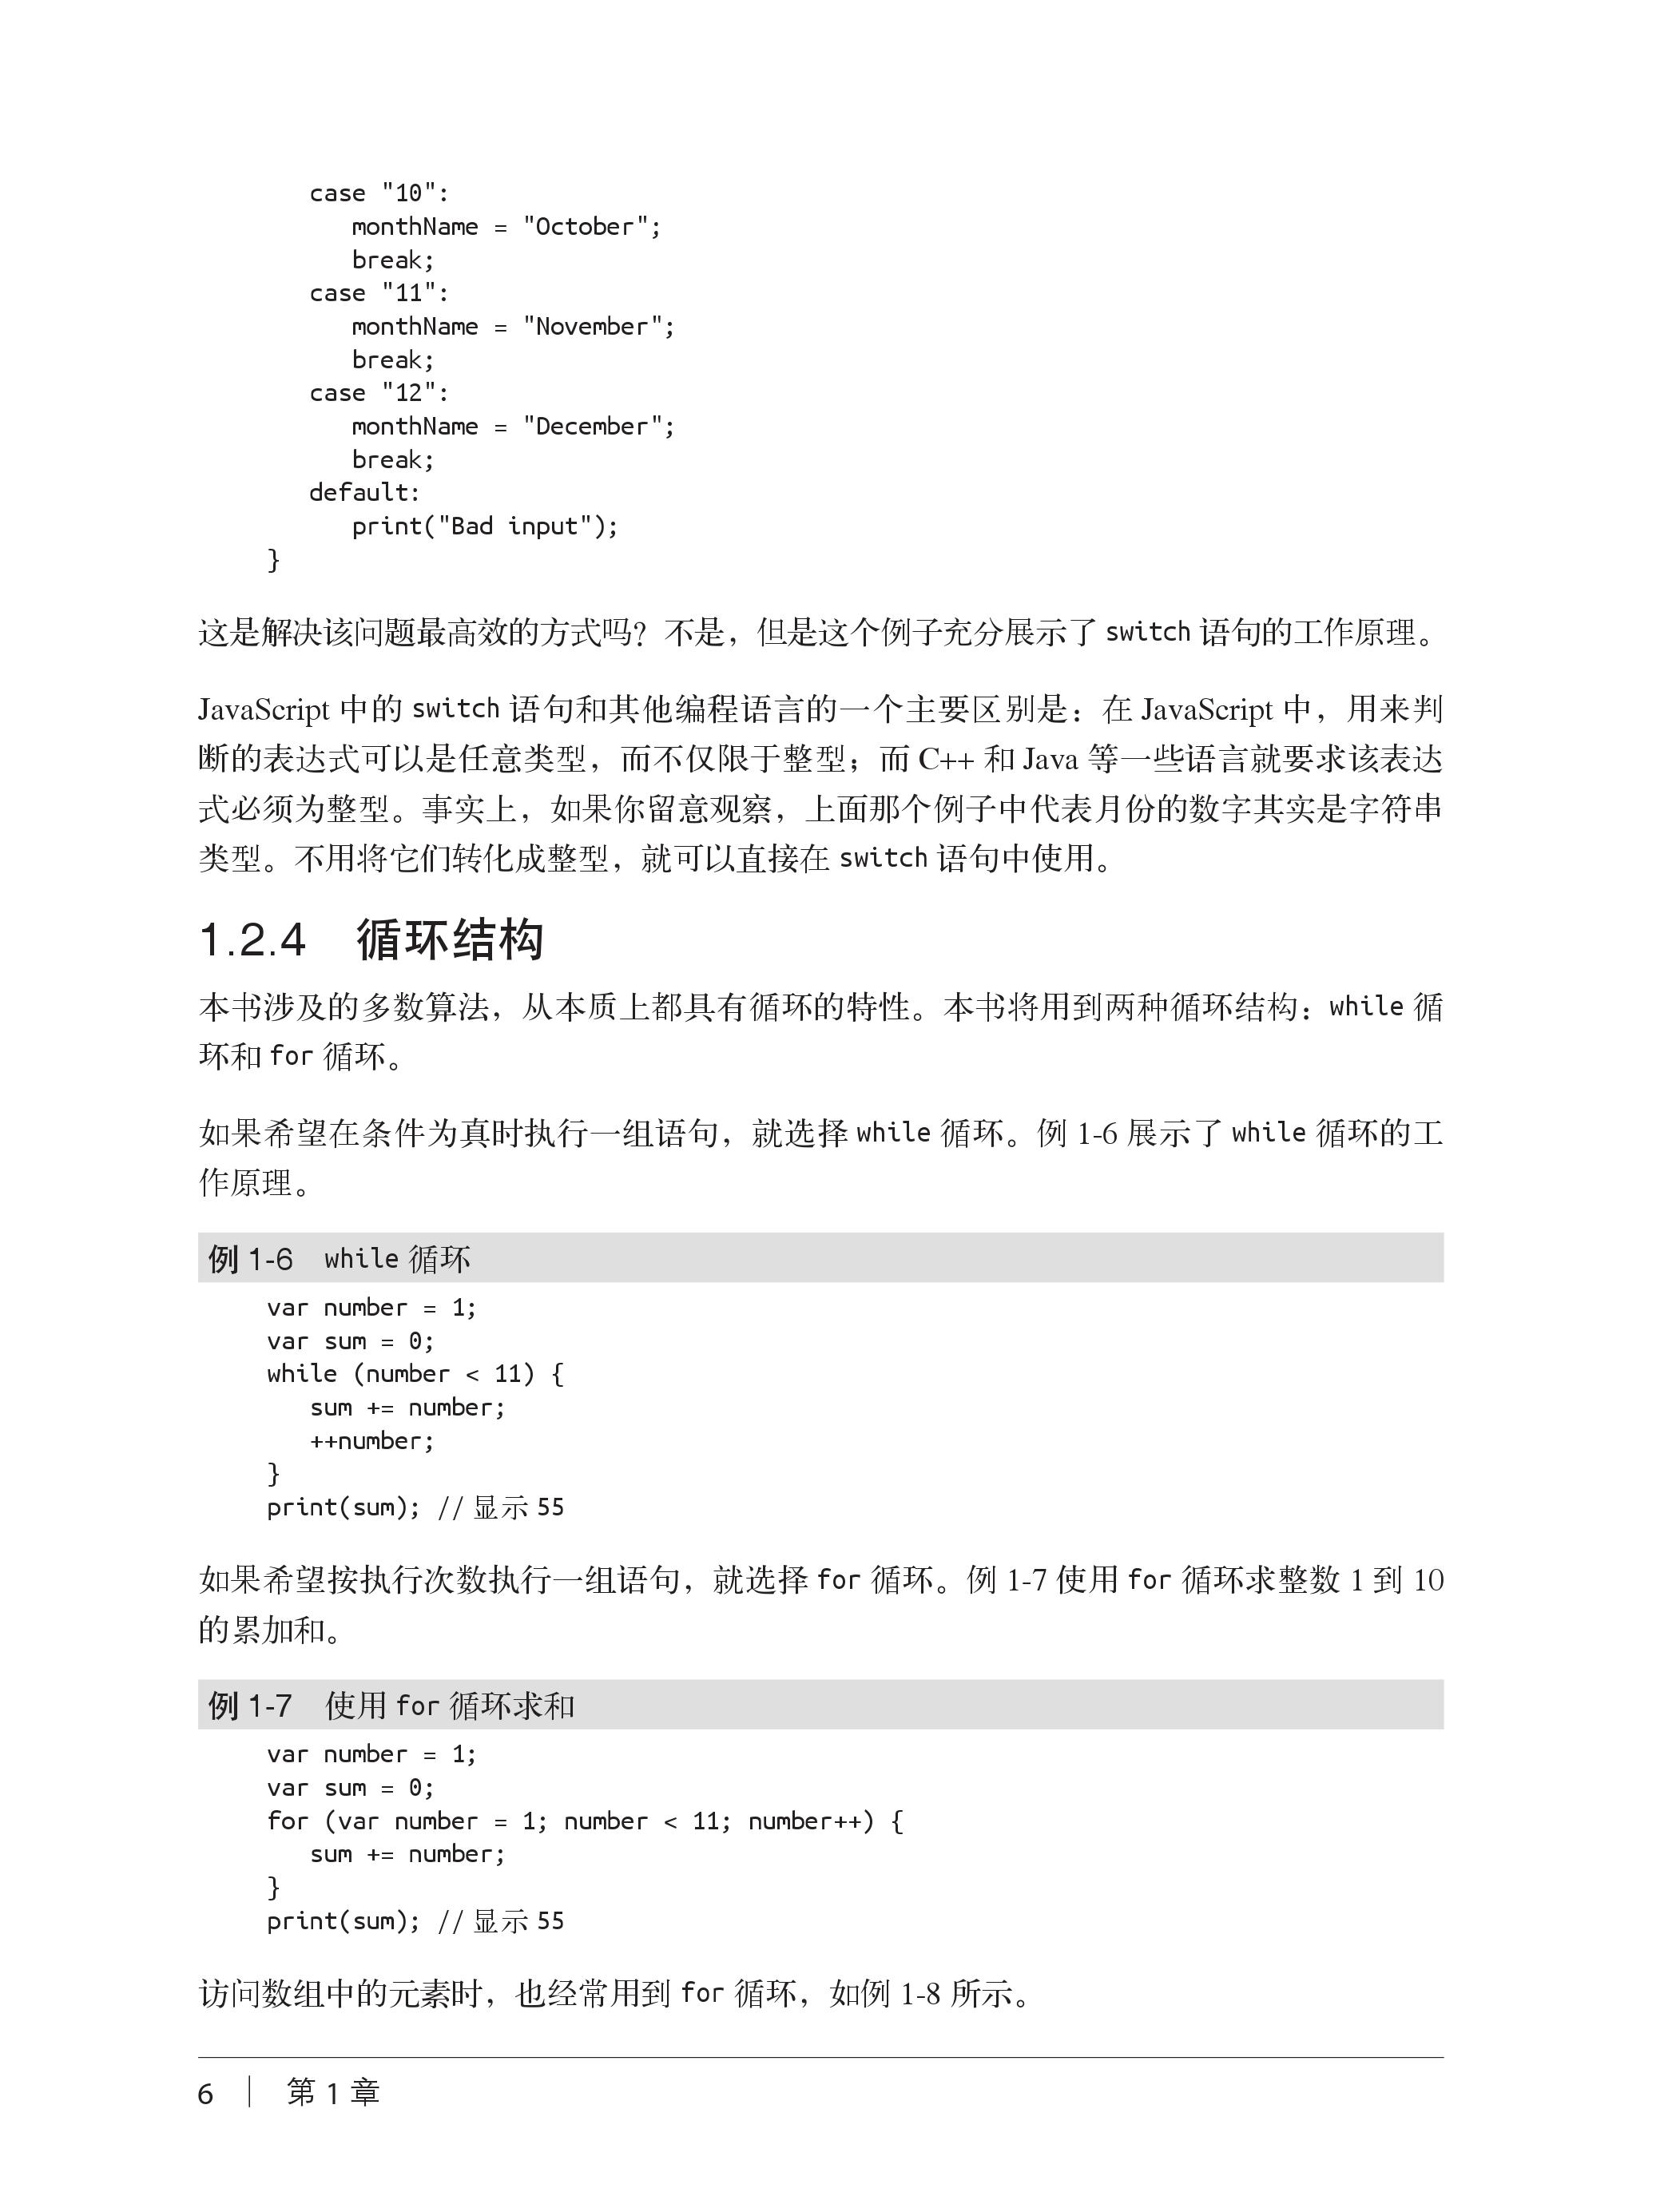 case "10":
monthName = "October";
break;
case "11":
monthName = "November";
break;
case "12":
monthName = "December";
break;
default:
print("Bad input");
}
这是解决该问题最高效的方式吗？不是，但是这个例子充分展示了 switch 语句的工作原理。
JavaScript 中的 switch 语句和其他编程语言的一个主要区别是：在 JavaScript 中，用来判
断的表达式可以是任意类型，而不仅限于整型；而 C++ 和 Java 等一些语言就要求该表达
式必须为整型。事实上，如果你留意观察，上面那个例子中代表月份的数字其实是字符串
类型。不用将它们转化成整型，就可以直接在 switch 语句中使用。
1.2.4 循环结构
本书涉及的多数算法，从本质上都具有循环的特性。本书将用到两种循环结构：while 循
环和 for 循环。
如果希望在条件为真时执行一组语句，就选择 while 循环。例 1-6 展示了 while 循环的工
作原理。
例 1-6 while 循环
var number = 1;
var sum = 0;
while (number < 11) {
sum += number;
++number;
}
print(sum); // 显示 55
如果希望按执行次数执行一组语句，就选择 for 循环。例 1-7 使用 for 循环求整数 1 到 10
的累加和。
例 1-7 使用 for 循环求和
var number = 1;
var sum = 0;
for (var number = 1; number < 11; number++) {
sum += number;
}
print(sum); // 显示 55
访问数组中的元素时，也经常用到 for 循环，如例 1-8 所示。
6 | 第 1 章